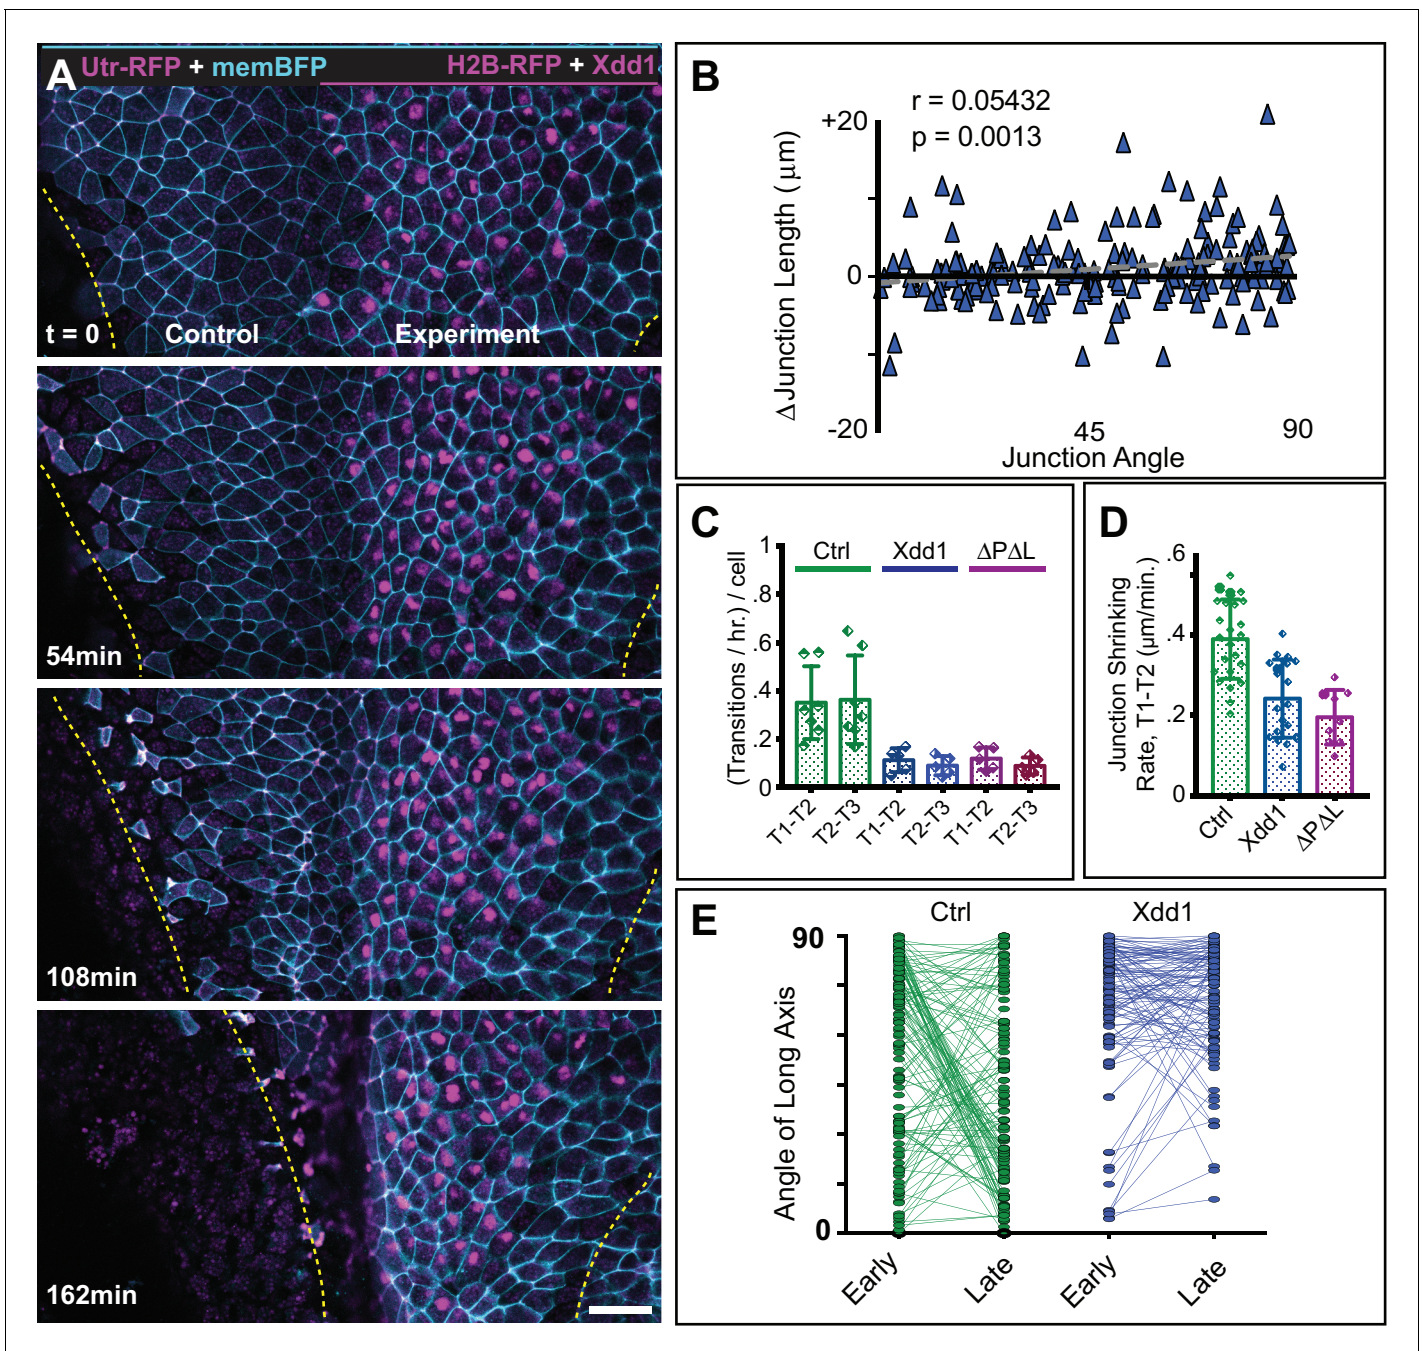 A
Utr-RFP + memBFP
H2B-RFP + Xdd1
t = 0
Control
Experiment
54min
108min
162min
B
r = 0.05432
p = 0.0013
+20
0
-20
45
90
ΔJunction Length (μm)
Junction Angle
C
(Transitions / hr.) / cell
1
.8
.6
.4
.2
0
Ctrl
Xdd1
ΔPΔL
T1-T2
T2-T3
T1-T2
T2-T3
T1-T2
T2-T3
D
Junction Shrinking
Rate, T1-T2 (μm/min.)
.6
.4
.2
0
Ctrl
Xdd1
ΔPΔL
E
Ctrl
Xdd1
90
0
Angle of Long Axis
Early
Late
Early
Late